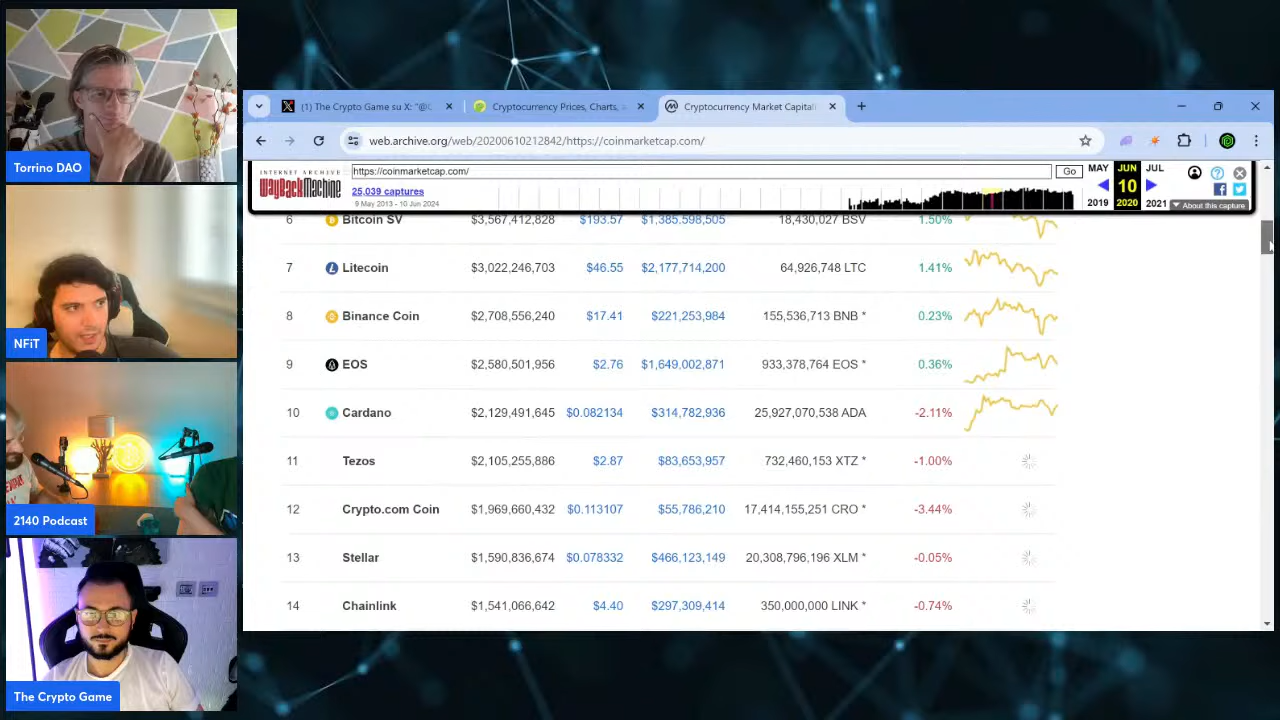 Torrino DAO
NFiT
2140 Podcast
The Crypto Game
(1) The Crypto Game su X: "@C
Cryptocurrency Prices, Charts, a
Cryptocurrency Market Capitali
web.archive.org/web/20200610212842/https://coinmarketcap.com/
INTERNET ARCHIVE
WayBackMachine
https://coinmarketcap.com/
Go
MAY JUN JUL
25,039 captures
10
9 May 2013 - 10 Jun 2024
2019 2020 2021
About this capture
6 Bitcoin SV $3,567,412,828 $193.57 $1,385,598,505 18,430,027 BSV 1.50%
7 Litecoin $3,022,246,703 $46.55 $2,177,714,200 64,926,748 LTC 1.41%
8 Binance Coin $2,708,556,240 $17.41 $221,253,984 155,536,713 BNB * 0.23%
9 EOS $2,580,501,956 $2.76 $1,649,002,871 933,378,764 EOS * 0.36%
10 Cardano $2,129,491,645 $0.082134 $314,782,936 25,927,070,538 ADA -2.11%
11 Tezos $2,105,255,886 $2.87 $83,653,957 732,460,153 XTZ * -1.00%
12 Crypto.com Coin $1,969,660,432 $0.113107 $55,786,210 17,414,155,251 CRO * -3.44%
13 Stellar $1,590,836,674 $0.078332 $466,123,149 20,308,796,196 XLM * -0.05%
14 Chainlink $1,541,066,642 $4.40 $297,309,414 350,000,000 LINK * -0.74%